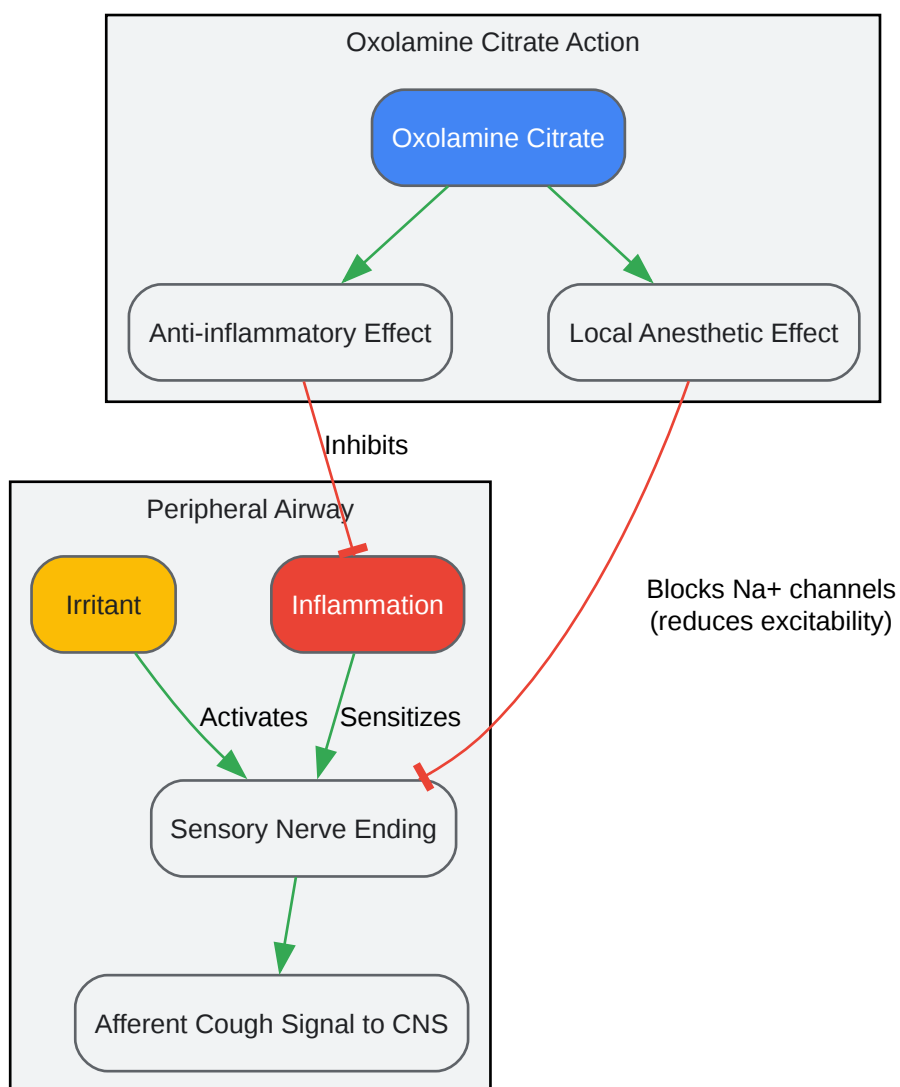 Oxolamine Citrate Action
Oxolamine Citrate
Anti-inflammatory Effect
Local Anesthetic Effect
Inhibits
Peripheral Airway
Irritant
Inflammation
Blocks Na+ channels
(reduces excitability)
Activates
Sensitizes
Sensory Nerve Ending
Afferent Cough Signal to CNS